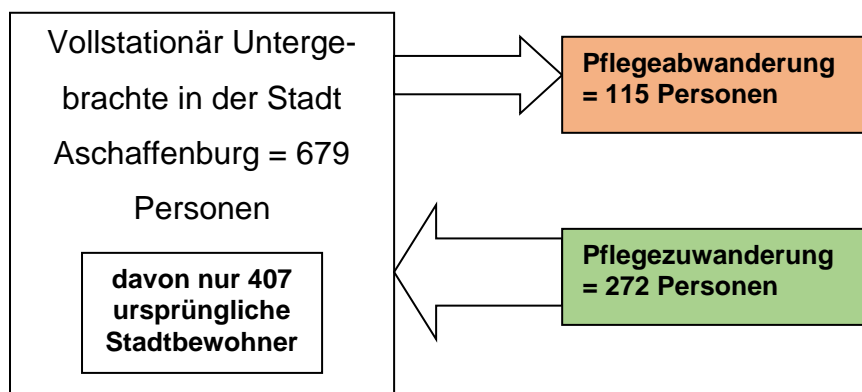 Vollstationär Unterge-
brachte in der Stadt
Aschaffenburg = 679
Personen
davon nur 407
ursprüngliche
Stadtbewohner
Pflegeabwanderung
= 115 Personen
Pflegezuwanderung
= 272 Personen